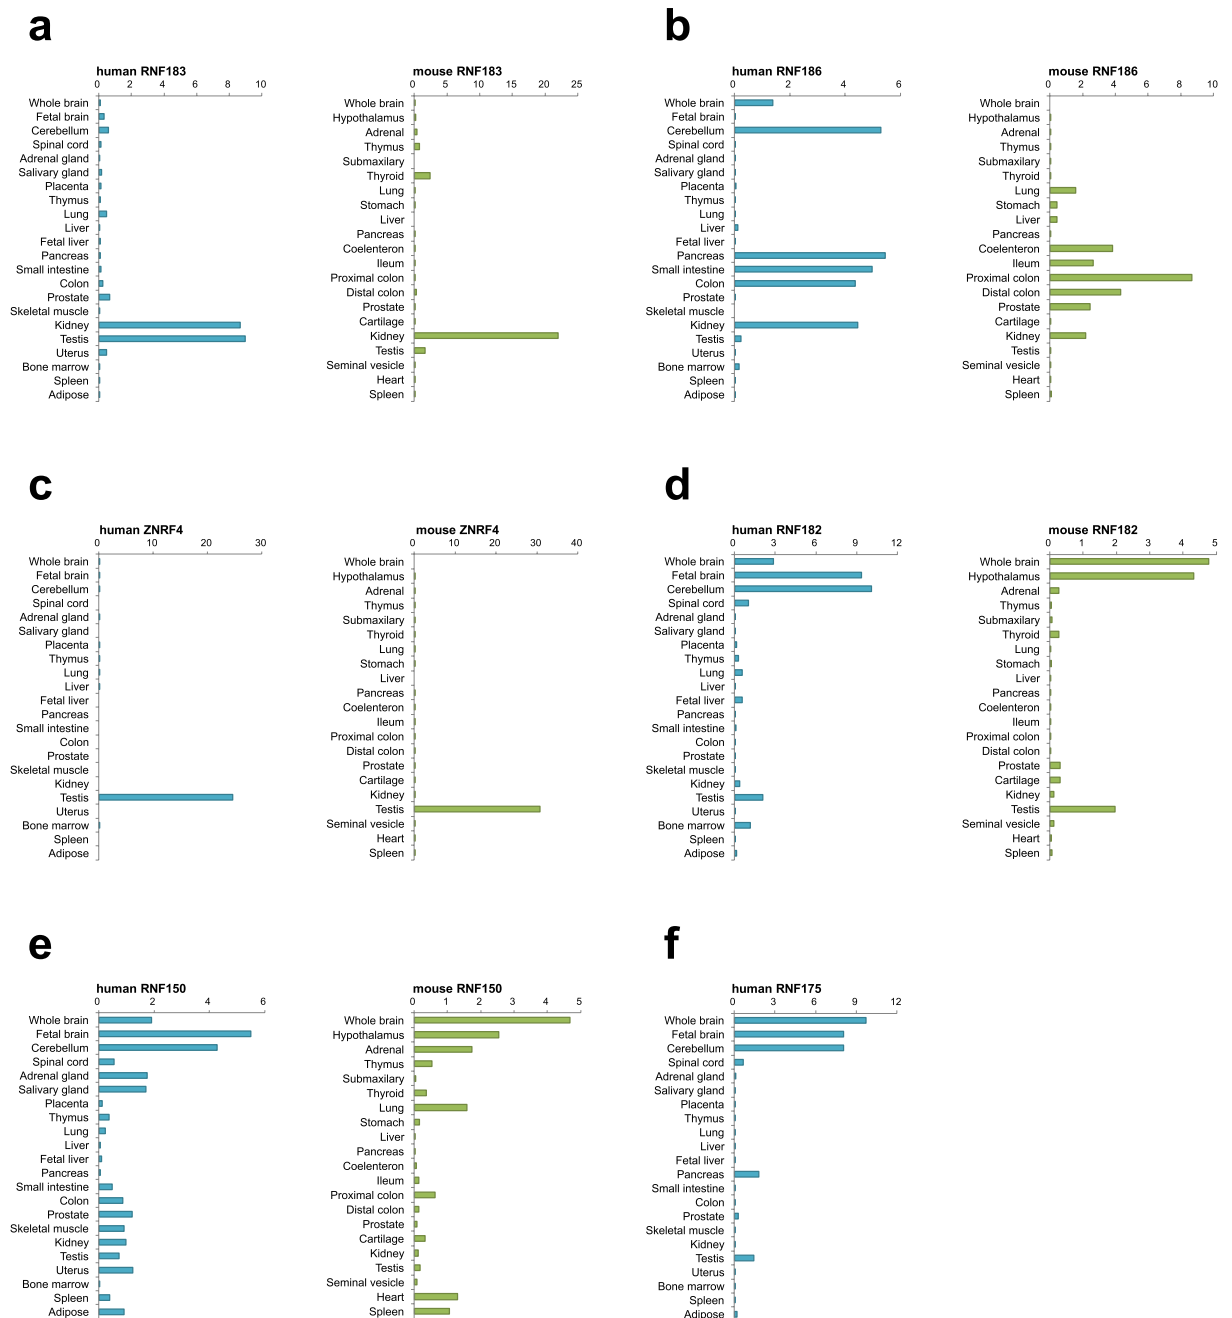 a
human RNF183
0 2 4 6 8 10
Whole brain
Fetal brain
Cerebellum
Spinal cord
Adrenal gland
Salivary gland
Placenta
Thymus
Lung
Liver
Fetal liver
Pancreas
Small intestine
Colon
Prostate
Skeletal muscle
Kidney
Testis
Uterus
Bone marrow
Spleen
Adipose
mouse RNF183
0 5 10 15 20 25
Whole brain
Hypothalamus
Adrenal
Thymus
Submaxilary
Thyroid
Lung
Stomach
Liver
Pancreas
Coelenteron
Ileum
Proximal colon
Distal colon
Prostate
Cartilage
Kidney
Testis
Seminal vesicle
Heart
Spleen
b
human RNF186
0 2 4 6
Whole brain
Fetal brain
Cerebellum
Spinal cord
Adrenal gland
Salivary gland
Placenta
Thymus
Lung
Liver
Fetal liver
Pancreas
Small intestine
Colon
Prostate
Skeletal muscle
Kidney
Testis
Uterus
Bone marrow
Spleen
Adipose
mouse RNF186
0 2 4 6 8 10
Whole brain
Hypothalamus
Adrenal
Thymus
Submaxilary
Thyroid
Lung
Stomach
Liver
Pancreas
Coelenteron
Ileum
Proximal colon
Distal colon
Prostate
Cartilage
Kidney
Testis
Seminal vesicle
Heart
Spleen
c
human ZNRF4
0 10 20 30
Whole brain
Fetal brain
Cerebellum
Spinal cord
Adrenal gland
Salivary gland
Placenta
Thymus
Lung
Liver
Fetal liver
Pancreas
Small intestine
Colon
Prostate
Skeletal muscle
Kidney
Testis
Uterus
Bone marrow
Spleen
Adipose
mouse ZNRF4
0 10 20 30 40
Whole brain
Hypothalamus
Adrenal
Thymus
Submaxilary
Thyroid
Lung
Stomach
Liver
Pancreas
Coelenteron
Ileum
Proximal colon
Distal colon
Prostate
Cartilage
Kidney
Testis
Seminal vesicle
Heart
Spleen
d
human RNF182
0 3 6 9 12
Whole brain
Fetal brain
Cerebellum
Spinal cord
Adrenal gland
Salivary gland
Placenta
Thymus
Lung
Liver
Fetal liver
Pancreas
Small intestine
Colon
Prostate
Skeletal muscle
Kidney
Testis
Uterus
Bone marrow
Spleen
Adipose
mouse RNF182
0 1 2 3 4 5
Whole brain
Hypothalamus
Adrenal
Thymus
Submaxilary
Thyroid
Lung
Stomach
Liver
Pancreas
Coelenteron
Ileum
Proximal colon
Distal colon
Prostate
Cartilage
Kidney
Testis
Seminal vesicle
Heart
Spleen
e
human RNF150
0 2 4 6
Whole brain
Fetal brain
Cerebellum
Spinal cord
Adrenal gland
Salivary gland
Placenta
Thymus
Lung
Liver
Fetal liver
Pancreas
Small intestine
Colon
Prostate
Skeletal muscle
Kidney
Testis
Uterus
Bone marrow
Spleen
Adipose
mouse RNF150
0 1 2 3 4 5
Whole brain
Hypothalamus
Adrenal
Thymus
Submaxilary
Thyroid
Lung
Stomach
Liver
Pancreas
Coelenteron
Ileum
Proximal colon
Distal colon
Prostate
Cartilage
Kidney
Testis
Seminal vesicle
Heart
Spleen
f
human RNF175
0 3 6 9 12
Whole brain
Fetal brain
Cerebellum
Spinal cord
Adrenal gland
Salivary gland
Placenta
Thymus
Lung
Liver
Fetal liver
Pancreas
Small intestine
Colon
Prostate
Skeletal muscle
Kidney
Testis
Uterus
Bone marrow
Spleen
Adipose